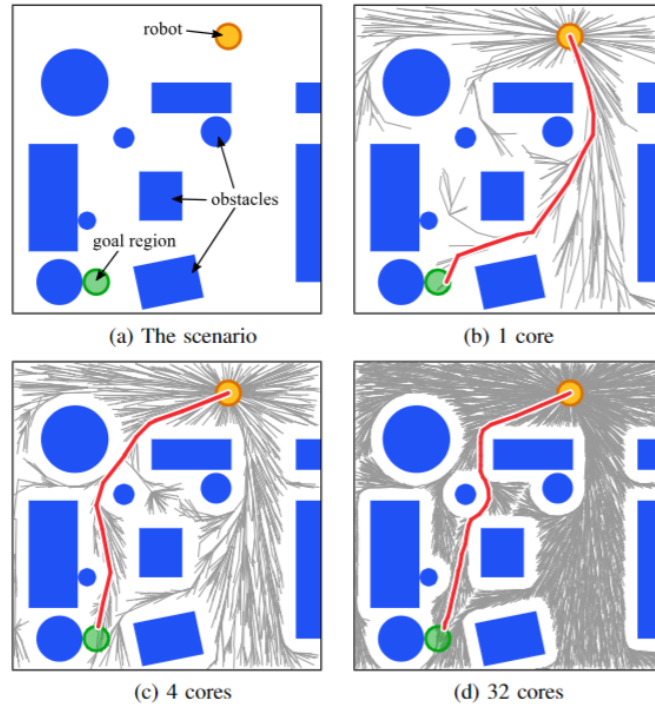 robot
obstacles
goal region
(a) The scenario
(b) 1 core
(c) 4 cores
(d) 32 cores